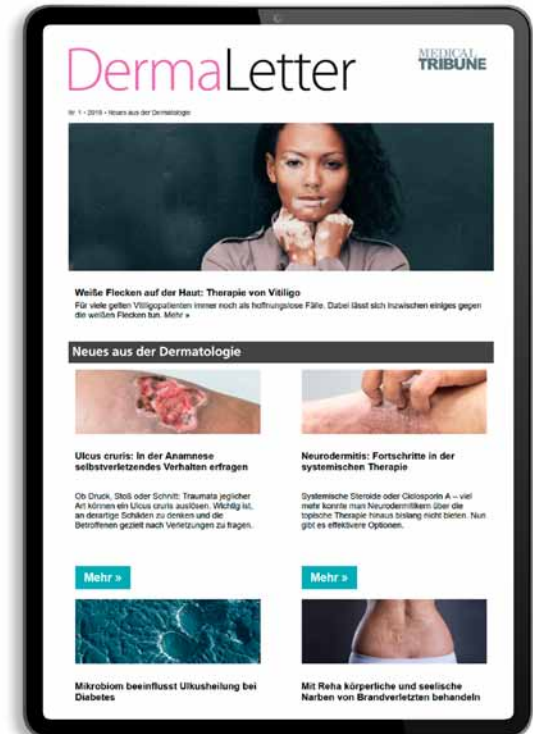 DermaLetter
MEDICAL
TRIBUNE
Nr. 1 • 2019 • Neues aus der Dermatologie
Weiße Flecken auf der Haut: Therapie von Vitiligo
Für viele gelten Vitiligopatienten immer noch als hoffnungslose Fälle. Dabei lässt sich inzwischen einiges gegen
die weißen Flecken tun. Mehr »
Neues aus der Dermatologie
Ulcus cruris: In der Anamnese
selbstverletzendes Verhalten erfragen
Ob Druck, Stoß oder Schnitt: Traumata jeglicher
Art können ein Ulcus cruris auslösen. Wichtig ist,
an derartige Schäden zu denken und die
Betroffenen gezielt nach Verletzungen zu fragen.
Mehr »
Neurodermitis: Fortschritte in der
systemischen Therapie
Systemische Steroide oder Ciclosporin A – viel
mehr konnte man Neurodermitikern über die
topische Therapie hinaus bislang nicht bieten. Nun
gibt es effektivere Optionen.
Mehr »
Mikrobiom beeinflusst Ulkusheilung bei
Diabetes
Mit Reha körperliche und seelische
Narben von Brandverletzten behandeln